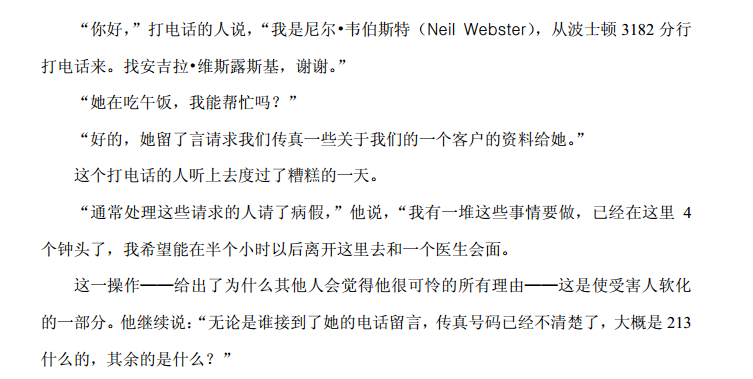 “你好，”打电话的人说，“我是尼尔•韦伯斯特（Neil Webster），从波士顿 3182 分行
打电话来。找安吉拉•维斯露斯基，谢谢。”
“她在吃午饭，我能帮忙吗？”
“好的，她留了言请求我们传真一些关于我们的一个客户的资料给她。”
这个打电话的人听上去度过了糟糕的一天。
“通常处理这些请求的人请了病假，”他说，“我有一堆这些事情要做，已经在这里 4
个钟头了，我希望能在半个小时以后离开这里去和一个医生会面。
这一操作——给出了为什么其他人会觉得他很可怜的所有理由——这是使受害人软化
的一部分。他继续说：“无论是谁接到了她的电话留言，传真号码已经不清楚了，大概是 213
什么的，其余的是什么？”